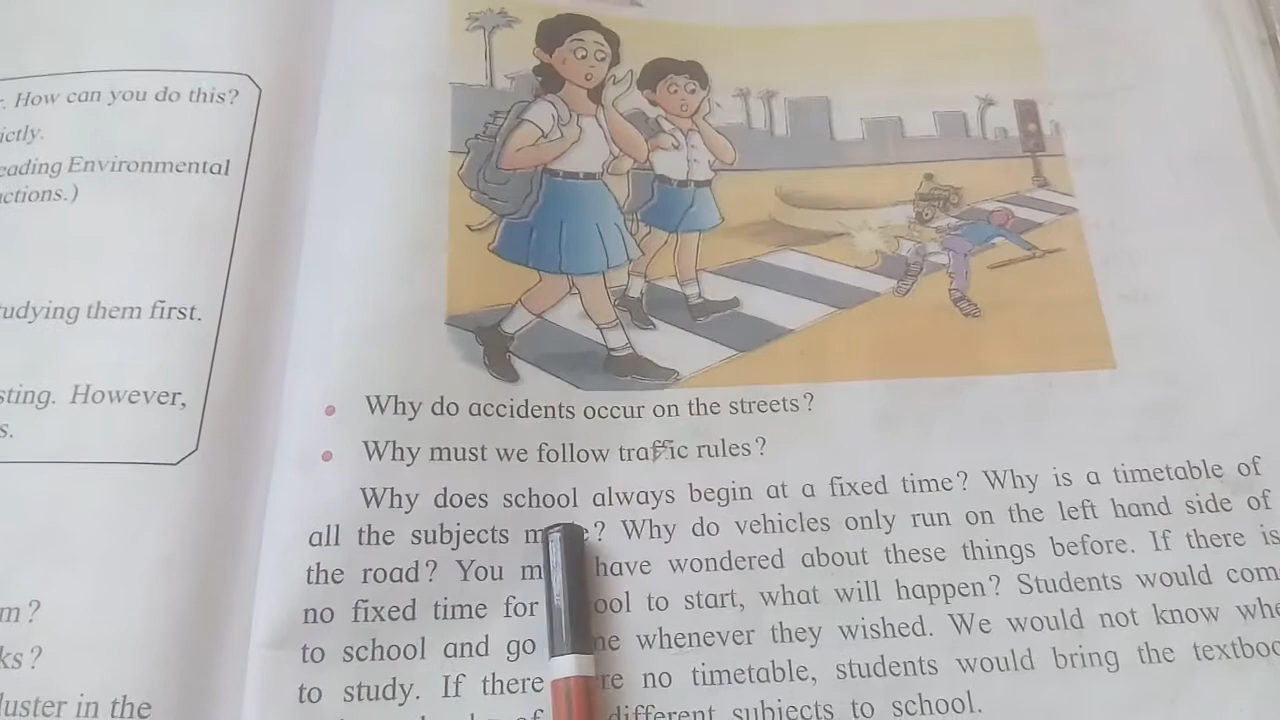 . How can you do this?
ictly.
eading Environmental
actions.)
tudying them first.
sting. However,
s.
m?
ks?
luster in the
• Why do accidents occur on the streets?
• Why must we follow traffic rules?
Why does school always begin at a fixed time? Why is a timetable of
all the subjects m e? Why do vehicles only run on the left hand side of
the road? You m have wondered about these things before. If there is
no fixed time for ool to start, what will happen? Students would com
to school and go me whenever they wished. We would not know wh
to study. If there re no timetable, students would bring the textboo
of different subjects to school.